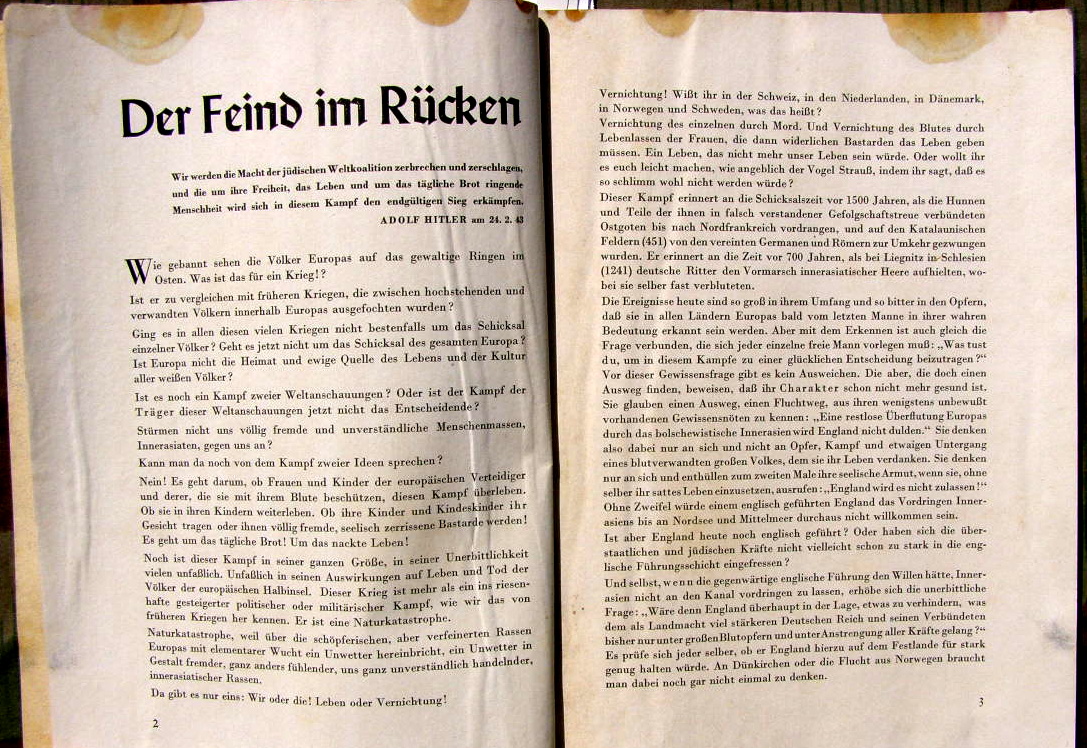 Der Feind im Rücken
Wir werden die Macht der jüdischen Weltkoalition zerbrechen und zerschlagen,
und die um ihre Freiheit, das Leben und um das tägliche Brot ringende
Menschheit wird sich in diesem Kampf den endgültigen Sieg erkämpfen.
ADOLF HITLER am 24. 2. 43
Wie gebannt sehen die Völker Europas auf das gewaltige Ringen im
Osten. Was ist das für ein Krieg!?
Ist er zu vergleichen mit früheren Kriegen, die zwischen hochstehenden und
verwandten Völkern innerhalb Europas ausgefochten wurden?
Ging es in allen diesen vielen Kriegen nicht bestenfalls um das Schicksal
einzelner Völker? Geht es jetzt nicht um das Schicksal des gesamten Europa?
Ist Europa nicht die Heimat und ewige Quelle des Lebens und der Kultur
aller weißen Völker?
Ist es noch ein Kampf zweier Weltanschauungen? Oder ist der Kampf der
Träger dieser Weltanschauungen jetzt nicht das Entscheidende?
Stürmen nicht uns völlig fremde und unverständliche Menschenmassen,
Innerasiaten, gegen uns an?
Kann man da noch von dem Kampf zweier Ideen sprechen?
Nein! Es geht darum, ob Frauen und Kinder der europäischen Verteidiger
und derer, die sie mit ihrem Blute beschützen, diesen Kampf überleben.
Ob sie in ihren Kindern weiterleben. Ob ihre Kinder und Kindeskinder ihr
Gesicht tragen oder ihnen völlig fremde, seelisch zerrissene Bastarde werden!
Es geht um das tägliche Brot! Um das nackte Leben!
Noch ist dieser Kampf in seiner ganzen Größe, in seiner Unerbittlichkeit
vielen unfaßlich. Unfaßlich in seinen Auswirkungen auf Leben und Tod der
Völker der europäischen Halbinsel. Dieser Krieg ist mehr als ein ins riesen-
hafte gesteigerter politischer oder militärischer Kampf, wie wir das von
früheren Kriegen her kennen. Er ist eine Naturkatastrophe.
Naturkatastrophe, weil über die schöpferischen, aber verfeinerten Rassen
Europas mit elementarer Wucht ein Unwetter hereinbricht, ein Unwetter in
Gestalt fremder, ganz anders fühlender, uns ganz unverständlich handelnder,
innerasiatischer Rassen.
Da gibt es nur eins: Wir oder die! Leben oder Vernichtung!
2
Vernichtung! Wißt ihr in der Schweiz, in den Niederlanden, in Dänemark,
in Norwegen und Schweden, was das heißt?
Vernichtung des einzelnen durch Mord. Und Vernichtung des Blutes durch
Lebenlassen der Frauen, die dann widerlichen Bastarden das Leben geben
müssen. Ein Leben, das nicht mehr unser Leben sein würde. Oder wollt ihr
es euch leicht machen, wie angeblich der Vogel Strauß, indem ihr sagt, daß es
so schlimm wohl nicht werden würde?
Dieser Kampf erinnert an die Schicksalszeit vor 1500 Jahren, als die Hunnen
und Teile der ihnen in falsch verstandener Gefolgschaftstreue verbündeten
Ostgoten bis nach Nordfrankreich vordrangen, und auf den Katalaunischen
Feldern (451) von den vereinten Germanen und Römern zur Umkehr gezwungen
wurden. Er erinnert an die Zeit vor 700 Jahren, als bei Liegnitz in Schlesien
(1241) deutsche Ritter den Vormarsch innerasiatischer Heere aufhielten, wo-
bei sie selber fast verbluteten.
Die Ereignisse heute sind so groß in ihrem Umfang und so bitter in den Opfern,
daß sie in allen Ländern Europas bald vom letzten Manne in ihrer wahren
Bedeutung erkannt sein werden. Aber mit dem Erkennen ist auch gleich die
Frage verbunden, die sich jeder einzelne freie Mann vorlegen muß: „Was tust
du, um in diesem Kampfe zu einer glücklichen Entscheidung beizutragen?“
Vor dieser Gewissensfrage gibt es kein Ausweichen. Die aber, die doch einen
Ausweg finden, beweisen, daß ihr Charakter schon nicht mehr gesund ist.
Sie glauben einen Ausweg, einen Fluchtweg, aus ihren wenigstens unbewußt
vorhandenen Gewissensnöten zu kennen: „Eine restlose Überflutung Europas
durch das bolschewistische Innerasien wird England nicht dulden.“ Sie denken
also dabei nur an sich und nicht an Opfer, Kampf und etwaigen Untergang
eines blutverwandten großen Volkes, dem sie ihr Leben verdanken. Sie denken
nur an sich und enthüllen zum zweiten Male ihre seelische Armut, wenn sie, ohne
selber ihr sattes Leben einzusetzen, ausrufen: „England wird es nicht zulassen!“
Ohne Zweifel würde einem englisch geführten England das Vordringen Inner-
asiens bis an Nordsee und Mittelmeer durchaus nicht willkommen sein.
Ist aber England heute noch englisch geführt? Oder haben sich die über-
staatlichen und jüdischen Kräfte nicht vielleicht schon zu stark in die eng-
lische Führungsschicht eingefressen?
Und selbst, wenn die gegenwärtige englische Führung den Willen hätte, Inner-
asien nicht an den Kanal vordringen zu lassen, erhöbe sich die unerbittliche
Frage: „Wäre denn England überhaupt in der Lage, etwas zu verhindern, was
dem als Landmacht viel stärkeren Deutschen Reich und seinen Verbündeten
bisher nur unter großen Blutopfern und unter Anstrengung aller Kräfte gelang?“
Es prüfe sich jeder selber, ob er England hierzu auf dem Festlande für stark
genug halten würde. An Dünkirchen oder die Flucht aus Norwegen braucht
man dabei noch gar nicht einmal zu denken.
3